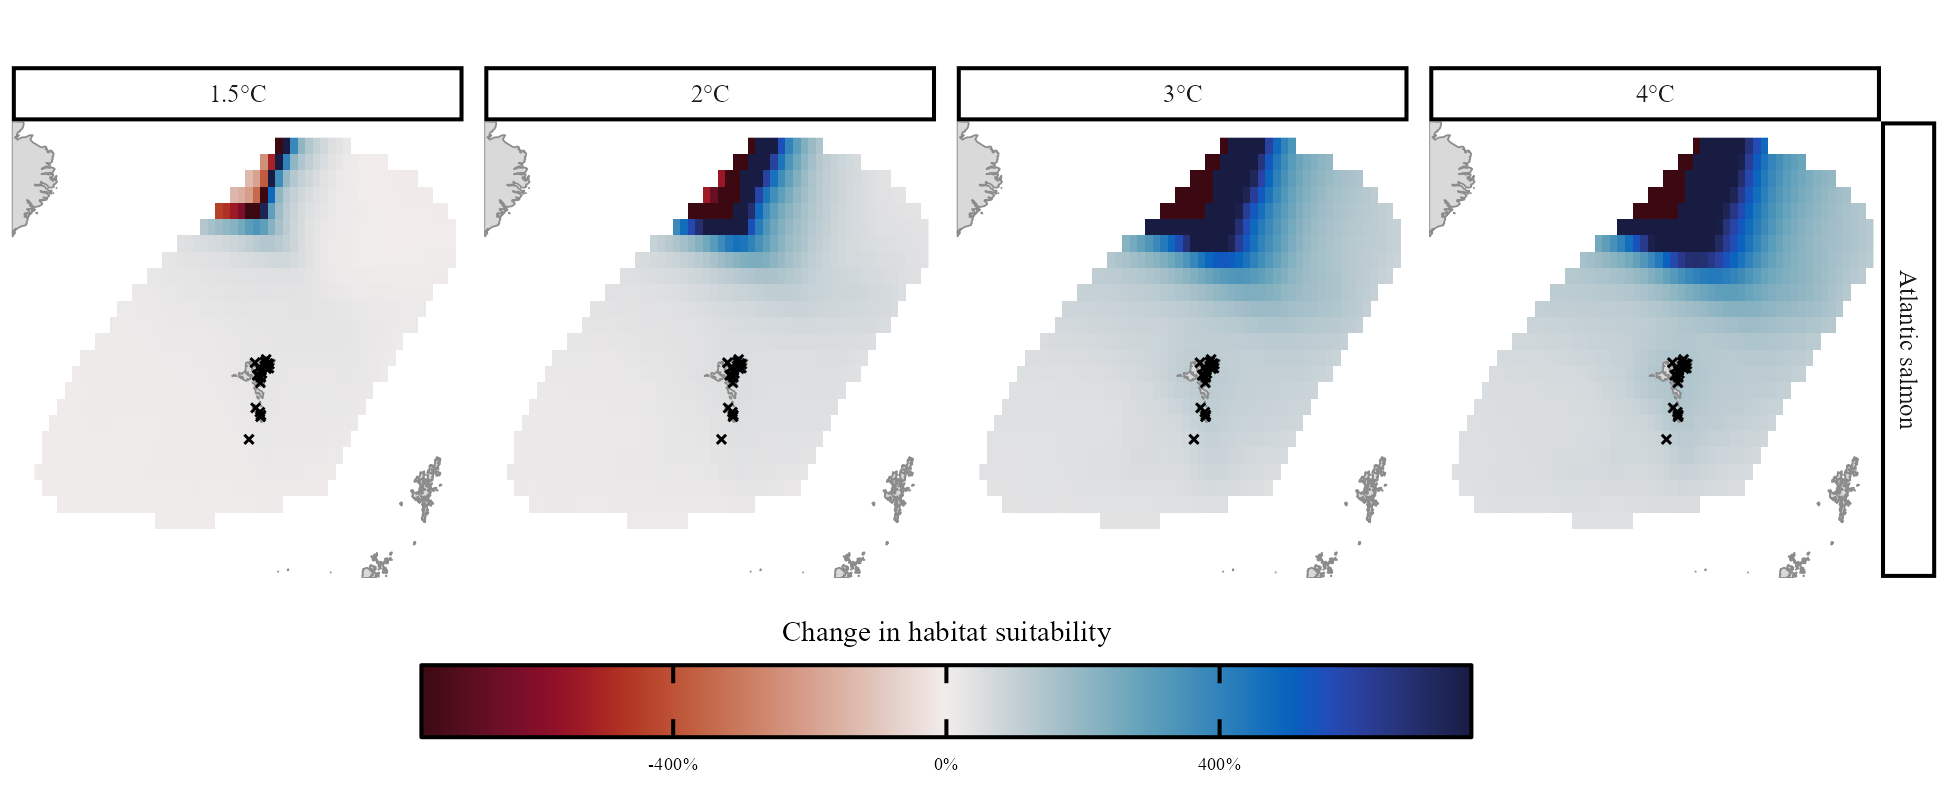 1.5°C
2°C
3°C
4°C
Atlantic salmon
Change in habitat suitability
-400%
0%
400%